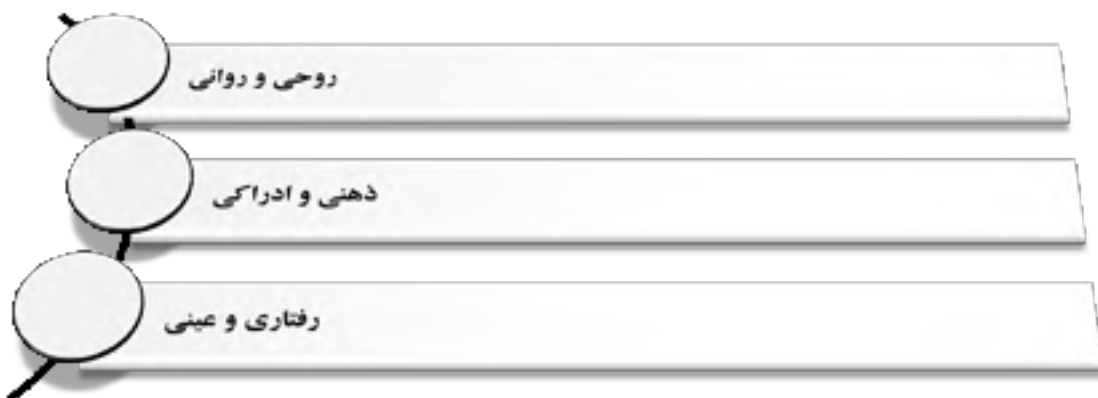 روحی و روانی
ذهنی و ادراکی
رفتاری و عینی